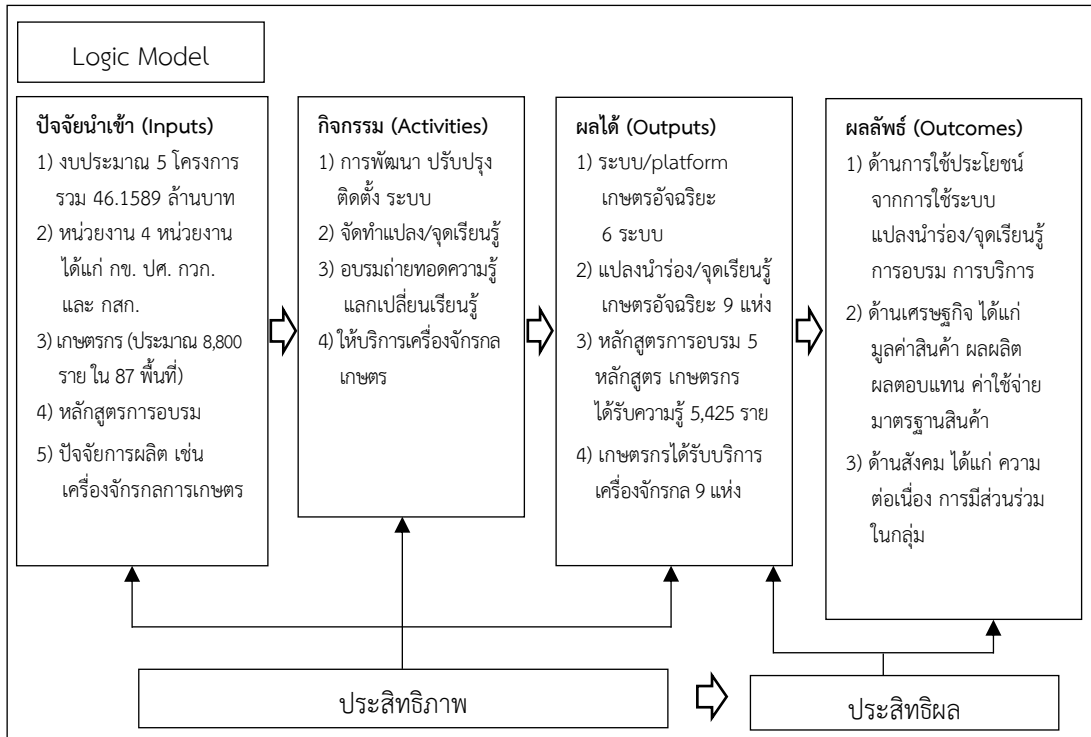 Logic Model
ปัจจัยนำเข้า (Inputs)
1) งบประมาณ 5 โครงการ
รวม 46.1589 ล้านบาท
2) หน่วยงาน 4 หน่วยงาน
ได้แก่ กข. ปศ. กวก.
และ กสก.
3) เกษตรกร (ประมาณ 8,800
ราย ใน 87 พื้นที่)
4) หลักสูตรการอบรม
5) ปัจจัยการผลิต เช่น
เครื่องจักรกลการเกษตร
กิจกรรม (Activities)
1) การพัฒนา ปรับปรุง
ติดตั้ง ระบบ
2) จัดทำแปลง/จุดเรียนรู้
3) อบรมถ่ายทอดความรู้
แลกเปลี่ยนเรียนรู้
4) ให้บริการเครื่องจักรกล
เกษตร
ผลได้ (Outputs)
1) ระบบ/platform
เกษตรอัจฉริยะ
6 ระบบ
2) แปลงนำร่อง/จุดเรียนรู้
เกษตรอัจฉริยะ 9 แห่ง
3) หลักสูตรการอบรม 5
หลักสูตร เกษตรกร
ได้รับความรู้ 5,425 ราย
4) เกษตรกรได้รับบริการ
เครื่องจักรกล 9 แห่ง
ผลลัพธ์ (Outcomes)
1) ด้านการใช้ประโยชน์
จากการใช้ระบบ
แปลงนำร่อง/จุดเรียนรู้
การอบรม การบริการ
2) ด้านเศรษฐกิจ ได้แก่
มูลค่าสินค้า ผลผลิต
ผลตอบแทน ค่าใช้จ่าย
มาตรฐานสินค้า
3) ด้านสังคม ได้แก่ ความ
ต่อเนื่อง การมีส่วนร่วม
ในกลุ่ม
ประสิทธิภาพ
ประสิทธิผล